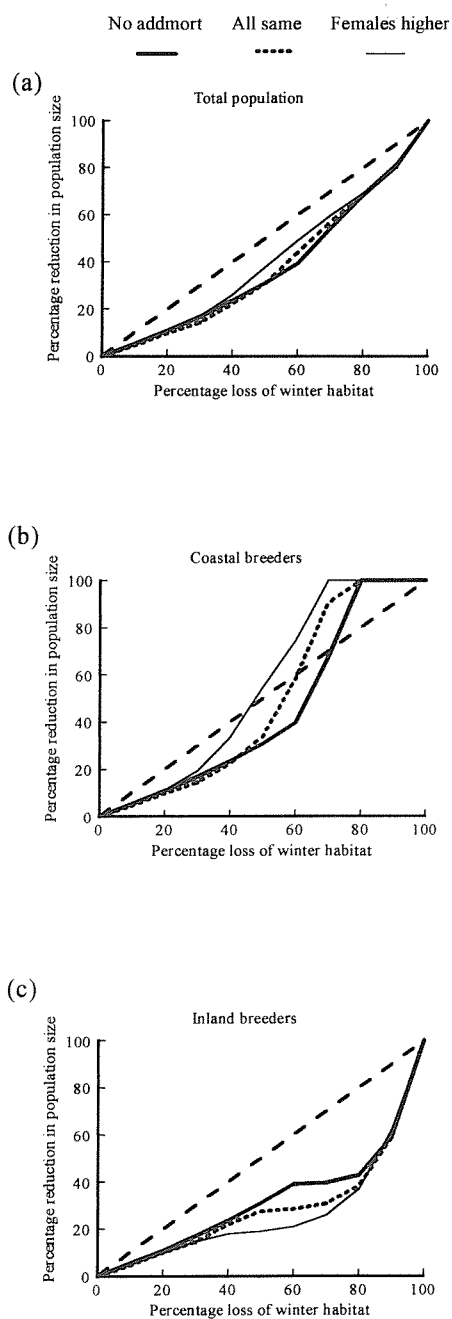 No addmort All same Females higher
(a)
Total population
Percentage reduction in population size
100
80
60
40
20
0
0 20 40 60 80 100
Percentage loss of winter habitat
(b)
Coastal breeders
Percentage reduction in population size
100
80
60
40
20
0
0 20 40 60 80 100
Percentage loss of winter habitat
(c)
Inland breeders
Percentage reduction in population size
100
80
60
40
20
0
0 20 40 60 80 100
Percentage loss of winter habitat